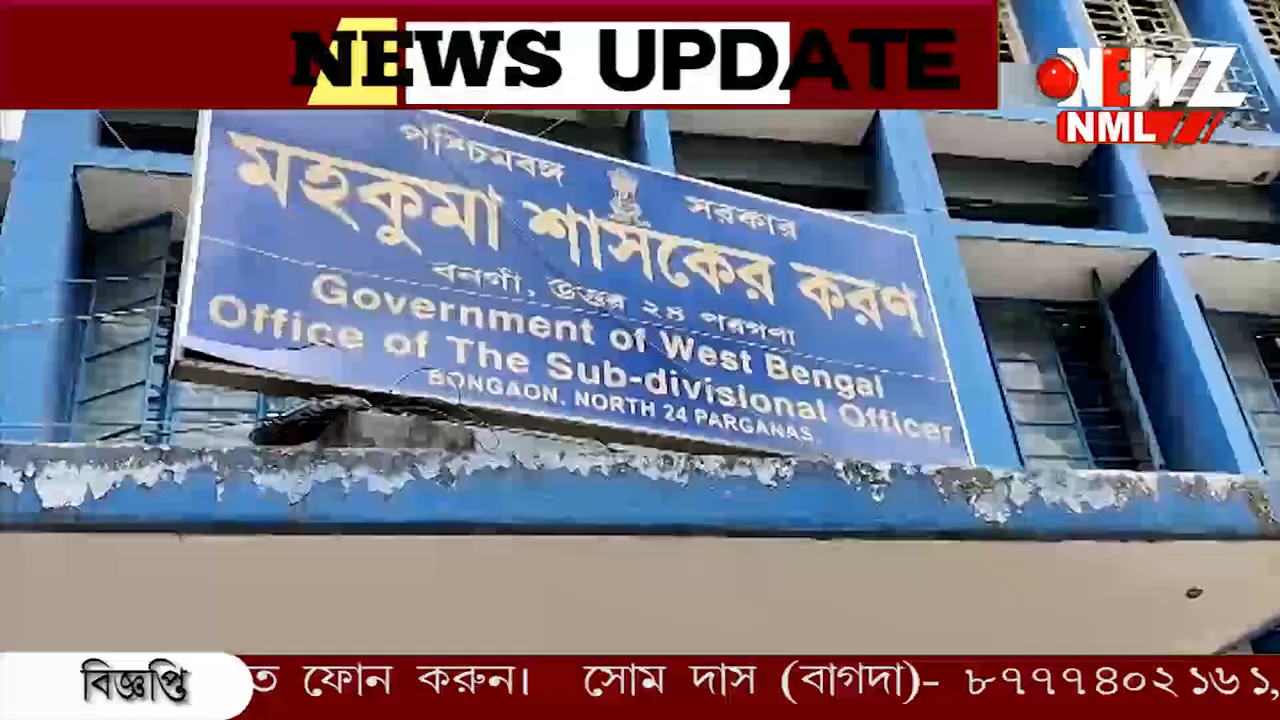 NEWS UPDATE
NEWZ
NML
পশ্চিমবঙ্গ সরকার
মহকুমা শাসকের করণ
বনগাঁ, উত্তর ২৪ পরগণা
Government of West Bengal
Office of The Sub-divisional Officer
BONGAON, NORTH 24 PARGANAS.
বিজ্ঞপ্তি
ত ফোন করুন। সোম দাস (বাগদা)- ৮৭৭৭৪০২১৬১,